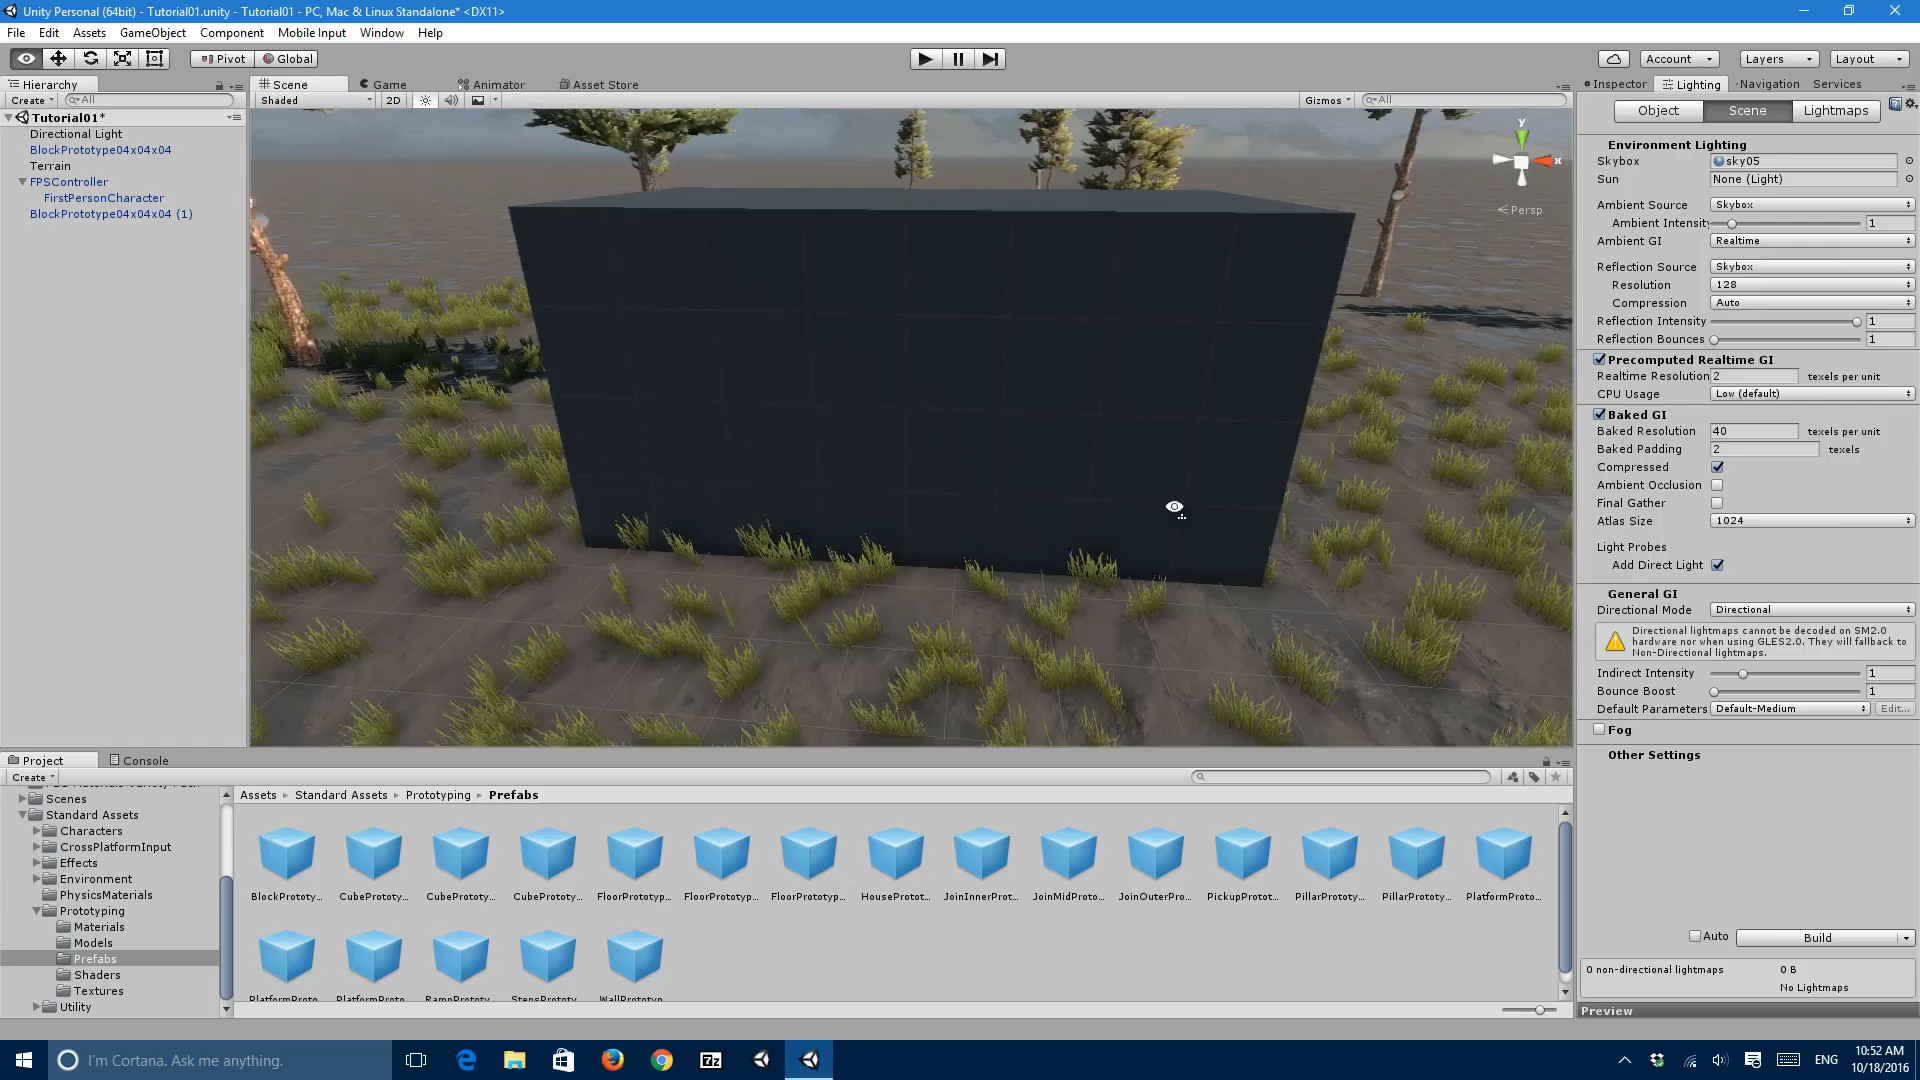 Unity Personal (64bit) - Tutorial01.unity - Tutorial01 - PC, Mac & Linux Standalone* <DX11>
File Edit Assets GameObject Component Mobile Input Window Help
Pivot Global Account Layers Layout
Hierarchy
Create All
Tutorial01*
Directional Light
BlockPrototype04x04x04
Terrain
FPSController
FirstPersonCharacter
BlockPrototype04x04x04 (1)
Scene Game Animator Asset Store
Shaded 2D Gizmos All
y
x
Persp
Inspector Lighting Navigation Services
Object Scene Lightmaps
Environment Lighting
Skybox sky05
Sun None (Light)
Ambient Source Skybox
Ambient Intensit 1
Ambient GI Realtime
Reflection Source Skybox
Resolution 128
Compression Auto
Reflection Intensity 1
Reflection Bounces 1
Precomputed Realtime GI
Realtime Resolution 2 texels per unit
CPU Usage Low (default)
Baked GI
Baked Resolution 40 texels per unit
Baked Padding 2 texels
Compressed
Ambient Occlusion
Final Gather
Atlas Size 1024
Light Probes
Add Direct Light
General GI
Directional Mode Directional
Directional lightmaps cannot be decoded on SM2.0
hardware nor when using GLES2.0. They will fallback to
Non-Directional lightmaps.
Indirect Intensity 1
Bounce Boost 1
Default Parameters Default-Medium Edit...
Fog
Other Settings
Auto Build
0 non-directional lightmaps 0 B
No Lightmaps
Preview
Project Console
Create
Scenes
Standard Assets
Characters
CrossPlatformInput
Effects
Environment
PhysicsMaterials
Prototyping
Materials
Models
Prefabs
Shaders
Textures
Utility
Assets Standard Assets Prototyping Prefabs
BlockPrototy... CubePrototy... CubePrototy... CubePrototy... FloorPrototyp... FloorPrototyp... FloorPrototyp... HouseProtot... JoinInnerProt... JoinMidProto... JoinOuterPro... PickupProtot... PillarPrototy... PillarPrototy... PlatformProto...
PlatformProto... PlatformProto... RampPrototy... StepsPrototy... WallPrototyp...
I'm Cortana. Ask me anything.
7z
ENG
10:52 AM
10/18/2016